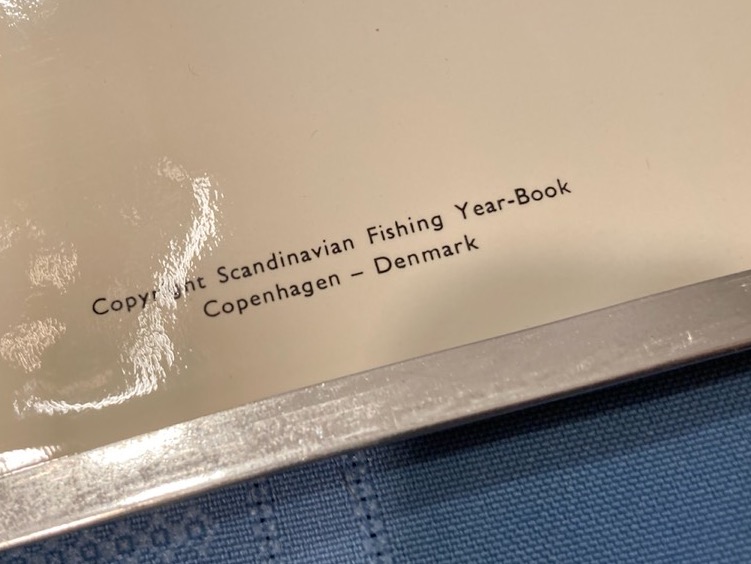 Copyright Scandinavian Fishing Year-Book
Copenhagen – Denmark